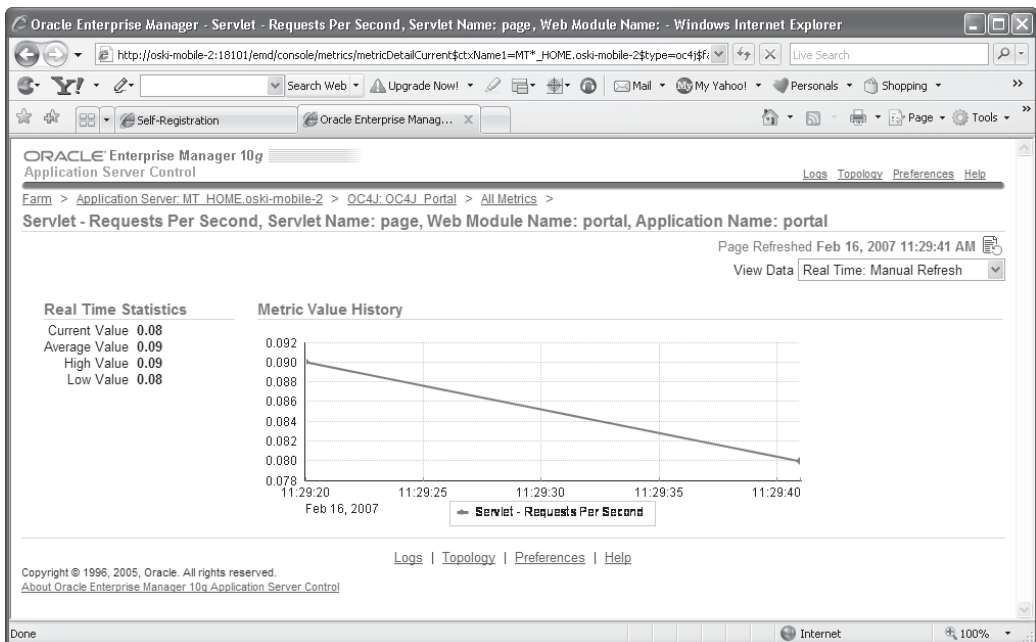 Oracle Enterprise Manager - Servlet - Requests Per Second, Servlet Name: page, Web Module Name: - Windows Internet Explorer
http://oski-mobile-2:18101/emd/console/metrics/metricDetailCurrent$ctxName1=MT*_HOME.oski-mobile-2$type=oc4j$f
Live Search
Search Web Upgrade Now! Mail My Yahoo! Personals Shopping »
Self-Registration Oracle Enterprise Manag... X Page Tools »
ORACLE Enterprise Manager 10g
Application Server Control
Logs Topology Preferences Help
Farm > Application Server: MT_HOME.oski-mobile-2 > OC4J: OC4J_Portal > All Metrics >
Servlet - Requests Per Second, Servlet Name: page, Web Module Name: portal, Application Name: portal
Page Refreshed Feb 16, 2007 11:29:41 AM
View Data Real Time: Manual Refresh
Real Time Statistics
Current Value 0.08
Average Value 0.09
High Value 0.09
Low Value 0.08
Metric Value History
0.092
0.090
0.088
0.086
0.084
0.082
0.080
0.078
11:29:20 11:29:25 11:29:30 11:29:35 11:29:40
Feb 16, 2007
Servlet - Requests Per Second
Logs | Topology | Preferences | Help
Copyright © 1996, 2005, Oracle. All rights reserved.
About Oracle Enterprise Manager 10g Application Server Control
Done Internet 100%